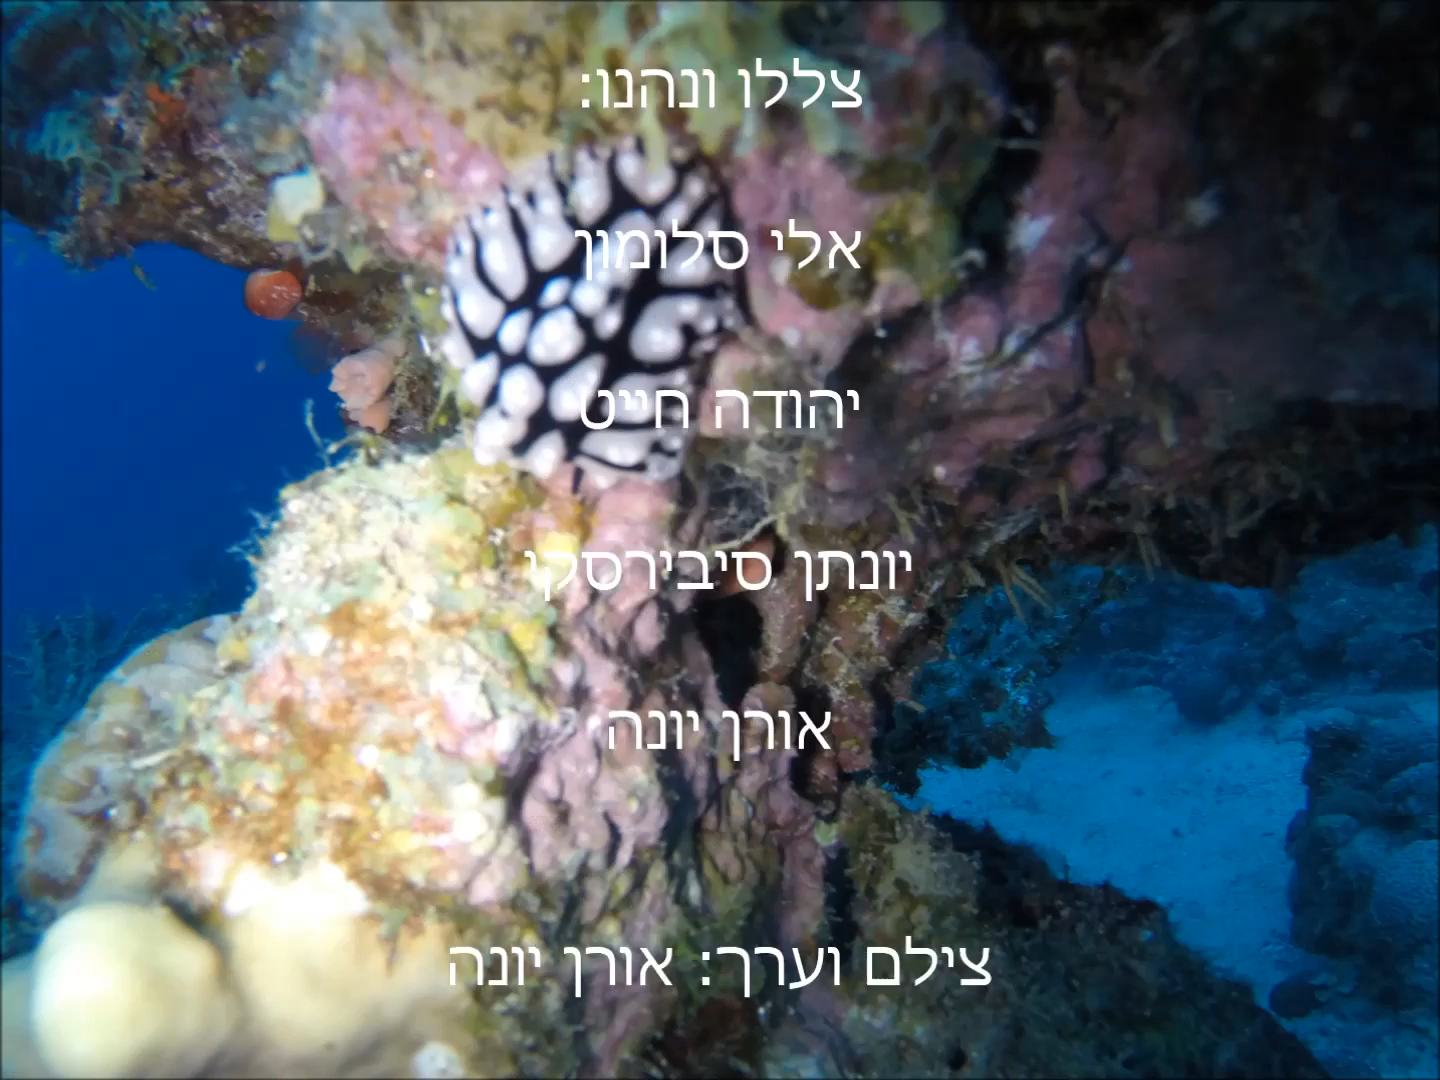 צללו ונהנו:
אלי סלומון
יהודה חייט
יונתן סיבירסקי
אורן יונה
צילם וערך: אורן יונה